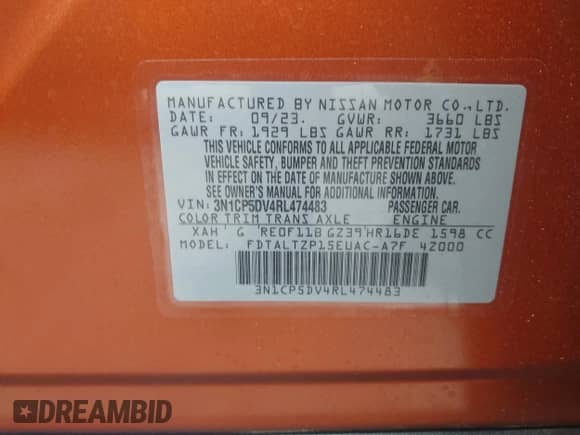 MANUFACTURED BY NISSAN MOTOR CO.,LTD.
DATE: 09/23. GVWR: 3660 LBS
GAWR FR: 1929 LBS GAWR RR: 1731 LBS
THIS VEHICLE CONFORMS TO ALL APPLICABLE FEDERAL MOTOR
VEHICLE SAFETY, BUMPER AND THEFT PREVENTION STANDARDS
IN EFFECT ON THE DATE OF MANUFACTURE SHOWN ABOVE.
SEE OWNER'S MANUAL FOR ADDITIONAL INFORMATION.
VIN: 3N1CP5DV4RL474483 PASSENGER CAR.
COLOR TRIM TRANS AXLE ENGINE
XAH G RE0F11B GZ39 HR16DE 1598 CC
MODEL: FDTALTZP15EUAC-A7F 42000
3N1CP5DV4RL474483
DREAMBID